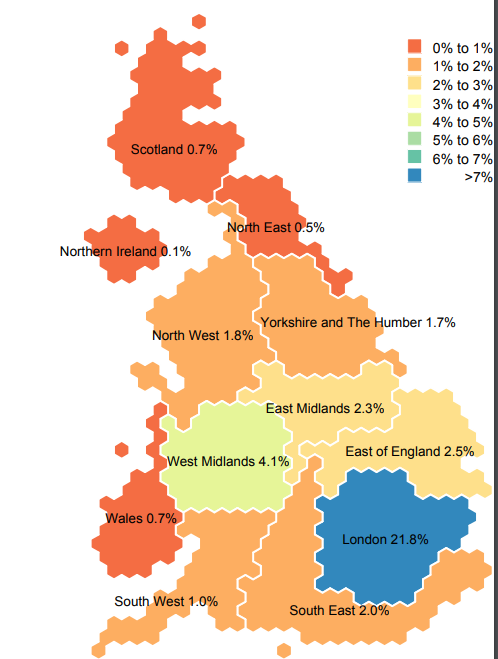 0% to 1%
1% to 2%
2% to 3%
3% to 4%
4% to 5%
5% to 6%
6% to 7%
>7%
Scotland 0.7%
North East 0.5%
Northern Ireland 0.1%
Yorkshire and The Humber 1.7%
North West 1.8%
East Midlands 2.3%
East of England 2.5%
West Midlands 4.1%
Wales 0.7%
London 21.8%
South West 1.0%
South East 2.0%